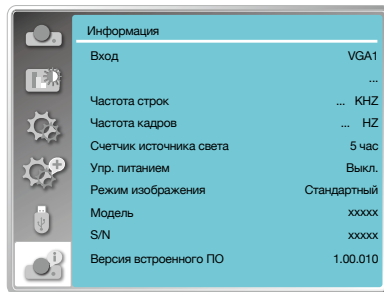 Информация
Вход VGA1
...
Частота строк ... KHZ
Частота кадров ... HZ
Счетчик источника света 5 час
Упр. питанием Выкл.
Режим изображения Стандартный
Модель xxxxx
S/N xxxxx
Версия встроенного ПО 1.00.010